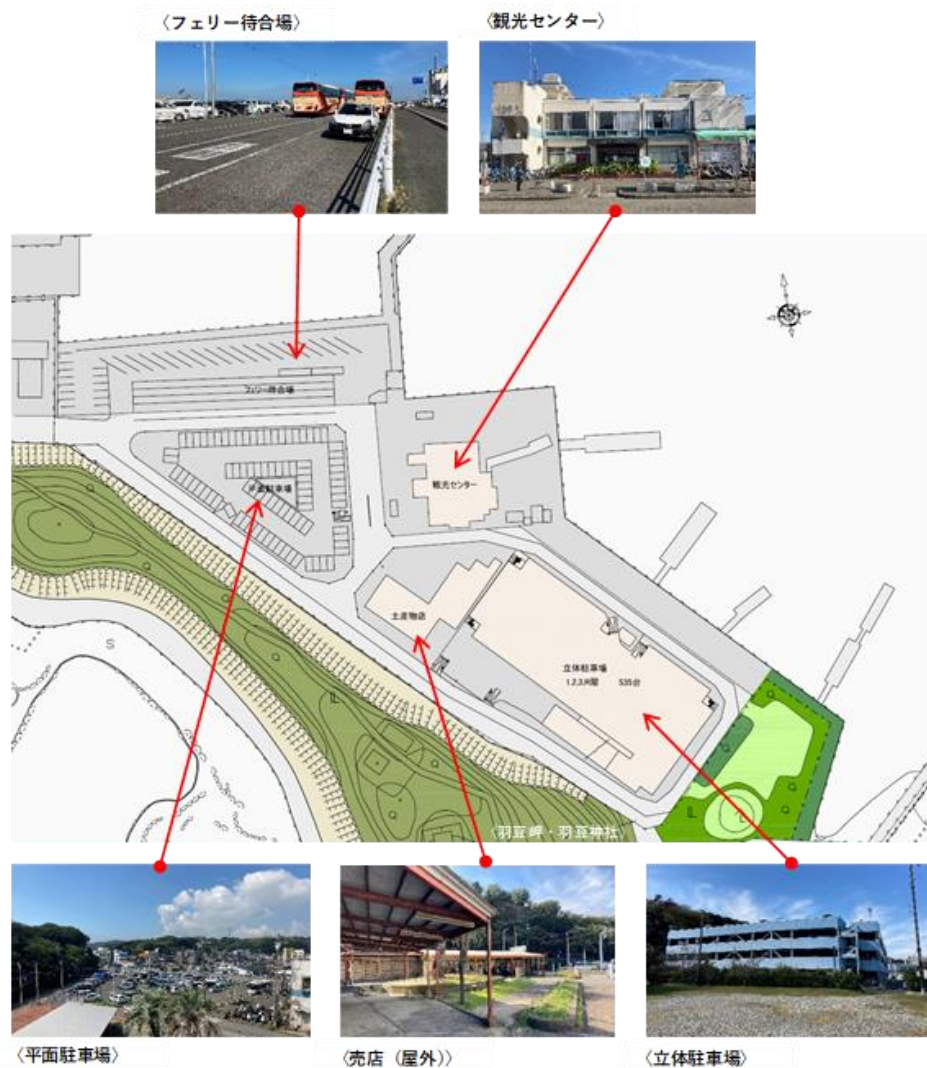 〈フェリー待合場〉
〈観光センター〉
フェリー待合場
平面駐車場
観光センター
土産物店
立体駐車場
1.2.3.R階 535台
S
〈羽豆岬・羽豆神社〉
〈平面駐車場〉
〈売店（屋外)〉
〈立体駐車場〉